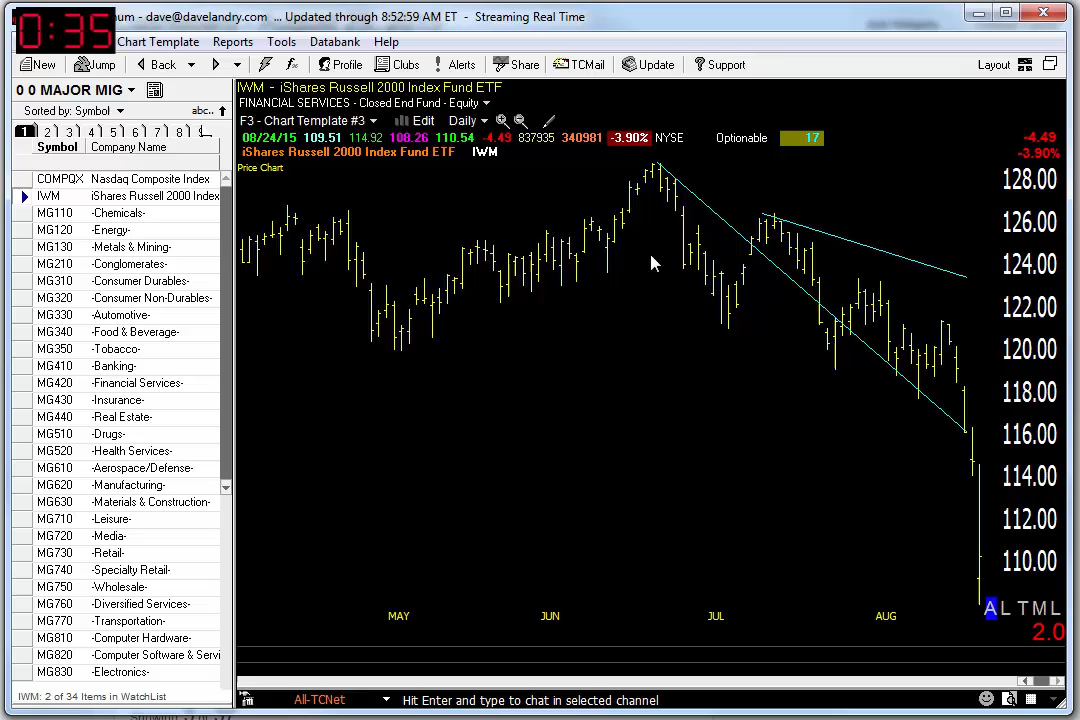 num - dave@davelandry.com ... Updated through 8:52:59 AM ET - Streaming Real Time
0:35
Chart Template Reports Tools Databank Help
New Jump Back Profile Clubs Alerts Share TCMail Update Support Layout
0 0 MAJOR MIG
IWM - iShares Russell 2000 Index Fund ETF
FINANCIAL SERVICES - Closed End Fund - Equity
Sorted by: Symbol abc..
F3 - Chart Template #3 Edit Daily
1 2 3 4 5 6 7 8
08/24/15 109.51 114.92 108.26 110.54 -4.49 837935 340981 -3.90% NYSE Optionable 17 -4.49
-3.90%
Symbol Company Name
iShares Russell 2000 Index Fund ETF IWM
Price Chart
COMPQX Nasdaq Composite Index
IWM iShares Russell 2000 Index
MG110 -Chemicals-
MG120 -Energy-
MG130 -Metals & Mining-
MG210 -Conglomerates-
MG310 -Consumer Durables-
MG320 -Consumer Non-Durables-
MG330 -Automotive-
MG340 -Food & Beverage-
MG350 -Tobacco-
MG410 -Banking-
MG420 -Financial Services-
MG430 -Insurance-
MG440 -Real Estate-
MG510 -Drugs-
MG520 -Health Services-
MG610 -Aerospace/Defense-
MG620 -Manufacturing-
MG630 -Materials & Construction-
MG710 -Leisure-
MG720 -Media-
MG730 -Retail-
MG740 -Specialty Retail-
MG750 -Wholesale-
MG760 -Diversified Services-
MG770 -Transportation-
MG810 -Computer Hardware-
MG820 -Computer Software & Servi
MG830 -Electronics-
128.00
126.00
124.00
122.00
120.00
118.00
116.00
114.00
112.00
110.00
A L T M L
MAY JUN JUL AUG
2.0
IWM: 2 of 34 Items in WatchList
All-TCNet Hit Enter and type to chat in selected channel